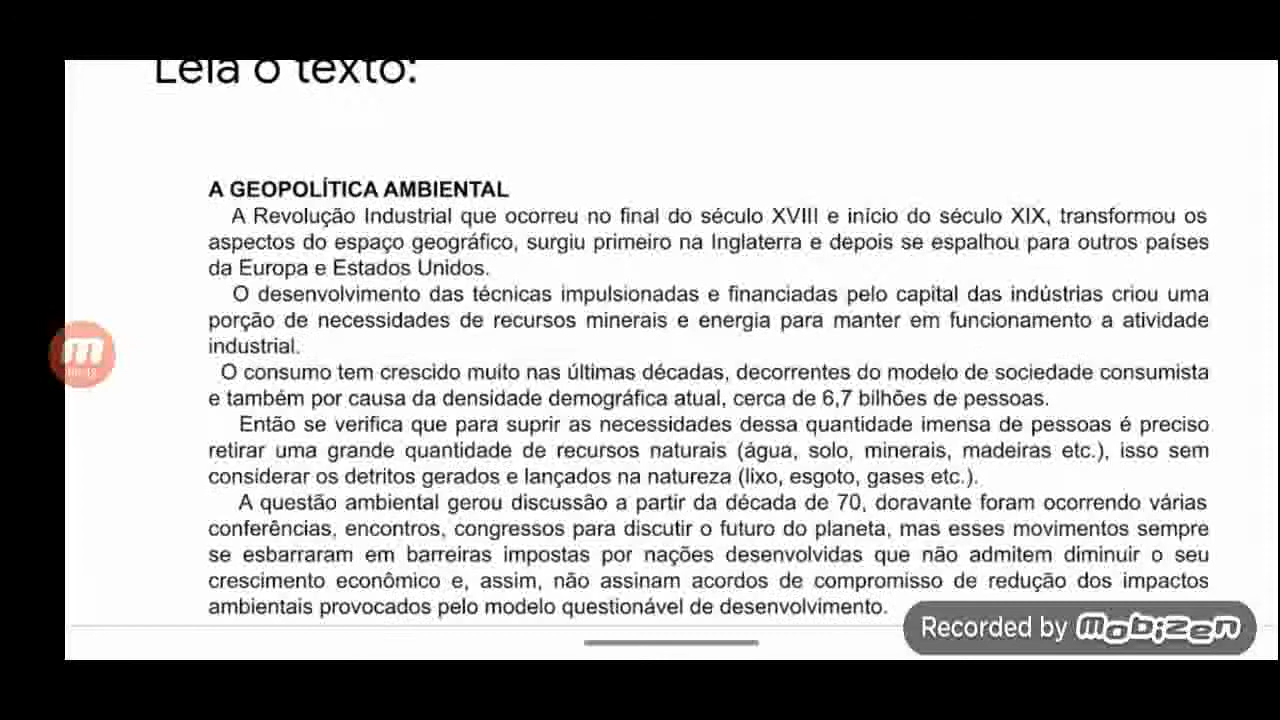 Leia o texto:
A GEOPOLÍTICA AMBIENTAL
A Revolução Industrial que ocorreu no final do século XVIII e início do século XIX, transformou os
aspectos do espaço geográfico, surgiu primeiro na Inglaterra e depois se espalhou para outros países
da Europa e Estados Unidos.
O desenvolvimento das técnicas impulsionadas e financiadas pelo capital das indústrias criou uma
porção de necessidades de recursos minerais e energia para manter em funcionamento a atividade
industrial.
O consumo tem crescido muito nas últimas décadas, decorrentes do modelo de sociedade consumista
e também por causa da densidade demográfica atual, cerca de 6,7 bilhões de pessoas.
Então se verifica que para suprir as necessidades dessa quantidade imensa de pessoas é preciso
retirar uma grande quantidade de recursos naturais (água, solo, minerais, madeiras etc.), isso sem
considerar os detritos gerados e lançados na natureza (lixo, esgoto, gases etc.).
A questão ambiental gerou discussão a partir da década de 70, doravante foram ocorrendo várias
conferências, encontros, congressos para discutir o futuro do planeta, mas esses movimentos sempre
se esbarraram em barreiras impostas por nações desenvolvidas que não admitem diminuir o seu
crescimento econômico e, assim, não assinam acordos de compromisso de redução dos impactos
ambientais provocados pelo modelo questionável de desenvolvimento.
Recorded by mobizen